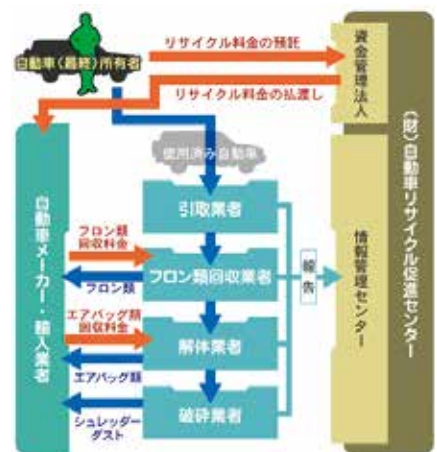 自動車(最終)所有者
リサイクル料金の預託
リサイクル料金の払渡し
資金管理法人
(財)自動車リサイクル促進センター
使用済み自動車
引取業者
自動車メーカー・輸入業者
フロン類
回収料金
フロン類
フロン類回収業者
報告
情報管理センター
エアバッグ類
回収料金
エアバッグ類
解体業者
シュレッダー
ダスト
破砕業者